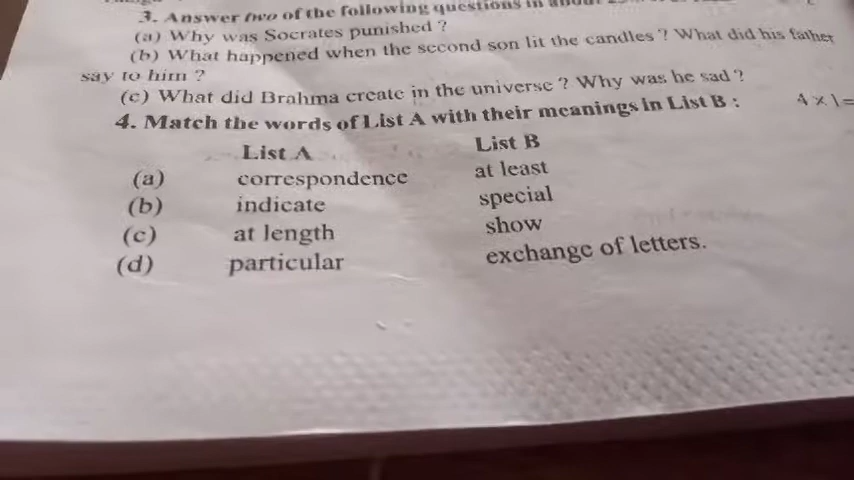 3. Answer two of the following questions in about
(a) Why was Socrates punished ?
(b) What happened when the second son lit the candles ? What did his father
say to him ?
(c) What did Brahma create in the universe ? Why was he sad ?
4. Match the words of List A with their meanings in List B : 4 × 1=
List A List B
(a) correspondence at least
(b) indicate special
(c) at length show
(d) particular exchange of letters.